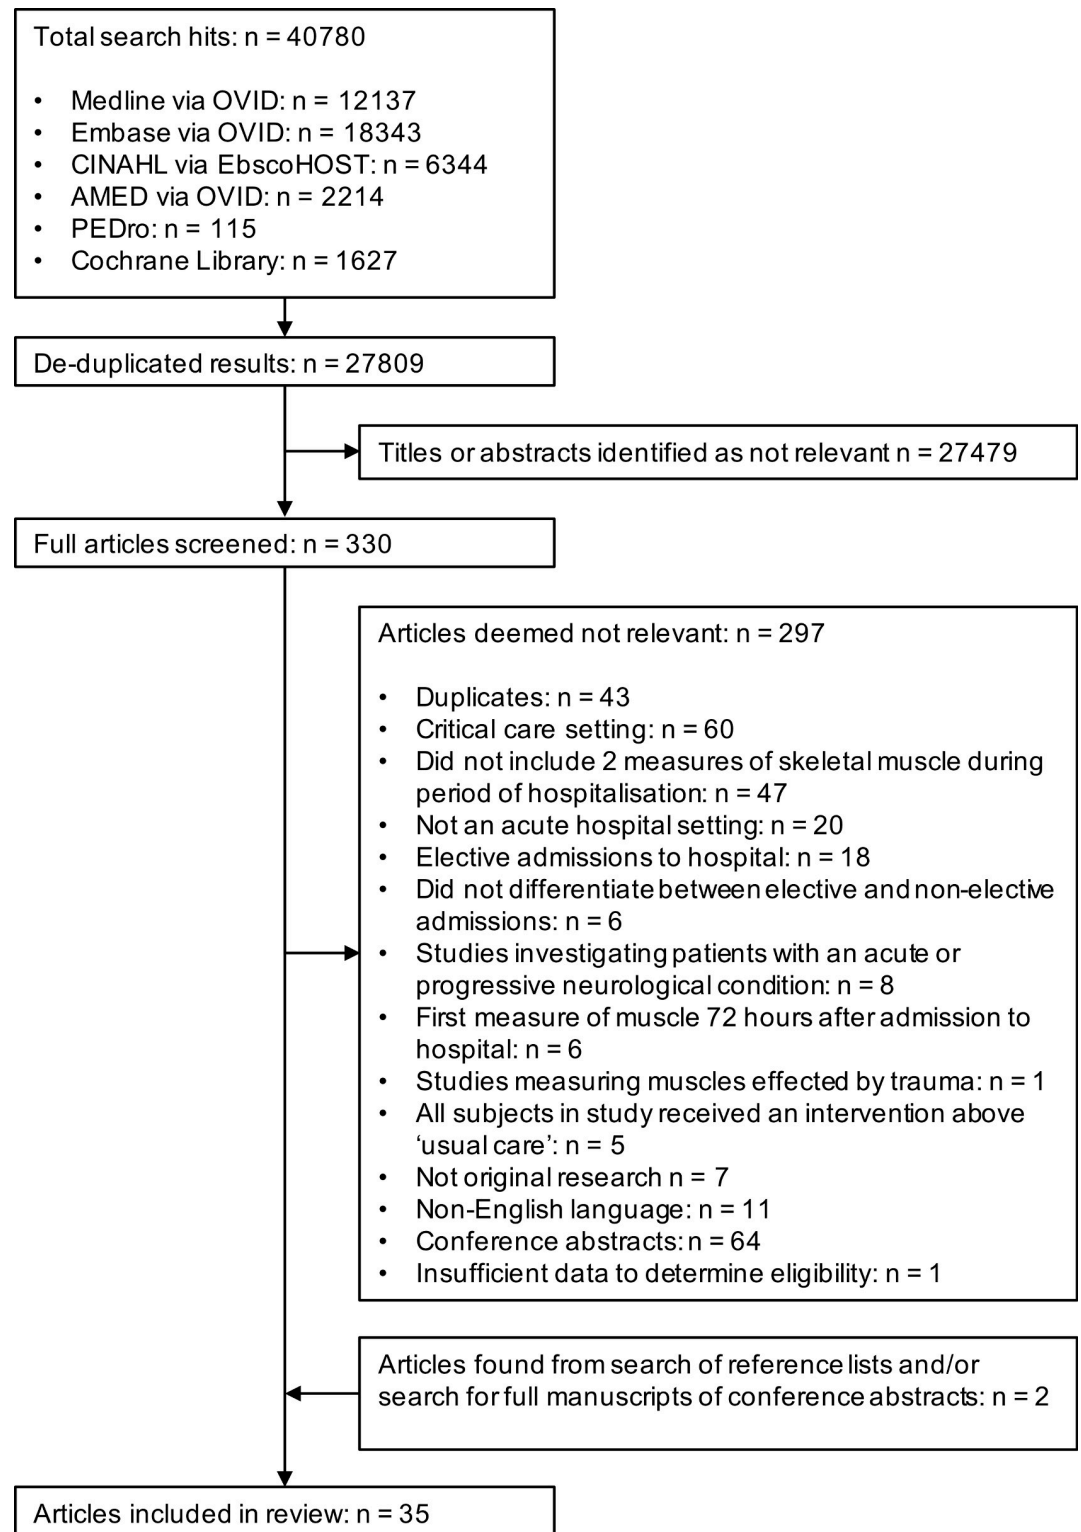 Total search hits: n = 40780
• Medline via OVID: n = 12137
• Embase via OVID: n = 18343
• CINAHL via EbscoHOST: n = 6344
• AMED via OVID: n = 2214
• PEDro: n = 115
• Cochrane Library: n = 1627
De-duplicated results: n = 27809
Titles or abstracts identified as not relevant n = 27479
Full articles screened: n = 330
Articles deemed not relevant: n = 297
• Duplicates: n = 43
• Critical care setting: n = 60
• Did not include 2 measures of skeletal muscle during
period of hospitalisation: n = 47
• Not an acute hospital setting: n = 20
• Elective admissions to hospital: n = 18
• Did not differentiate between elective and non-elective
admissions: n = 6
• Studies investigating patients with an acute or
progressive neurological condition: n = 8
• First measure of muscle 72 hours after admission to
hospital: n = 6
• Studies measuring muscles effected by trauma: n = 1
• All subjects in study received an intervention above
‘usual care’: n = 5
• Not original research n = 7
• Non-English language: n = 11
• Conference abstracts: n = 64
• Insufficient data to determine eligibility: n = 1
Articles found from search of reference lists and/or
search for full manuscripts of conference abstracts: n = 2
Articles included in review: n = 35